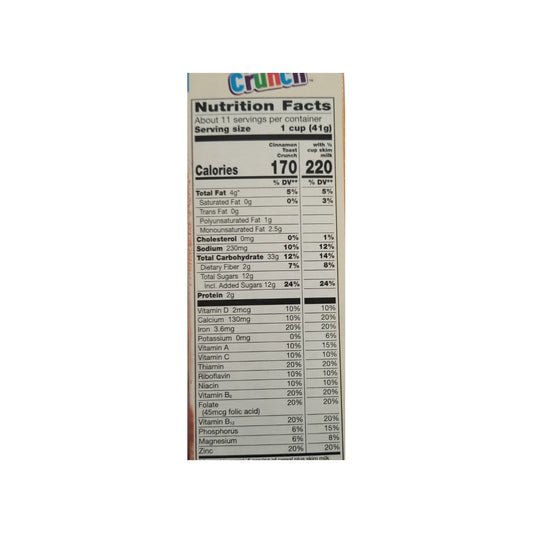 Crunch™
Nutrition Facts
About 11 servings per container
Serving size 1 cup (41g)
Cinnamon Toast Crunch with ¾ cup skim milk
Calories 170 220
% DV** % DV**
Total Fat 4g* 5% 5%
Saturated Fat 0g 0% 3%
Trans Fat 0g
Polyunsaturated Fat 1g
Monounsaturated Fat 2.5g
Cholesterol 0mg 0% 1%
Sodium 230mg 10% 12%
Total Carbohydrate 33g 12% 14%
Dietary Fiber 2g 7% 8%
Total Sugars 12g
Incl. Added Sugars 12g 24% 24%
Protein 2g
Vitamin D 2mcg 10% 10%
Calcium 130mg 10% 20%
Iron 3.6mg 20% 20%
Potassium 0mg 0% 6%
Vitamin A 10% 15%
Vitamin C 10% 10%
Thiamin 20% 20%
Riboflavin 10% 20%
Niacin 10% 10%
Vitamin B₆ 20% 20%
Folate 20% 20%
(45mcg folic acid)
Vitamin B₁₂ 20% 20%
Phosphorus 6% 15%
Magnesium 6% 8%
Zinc 20% 20%